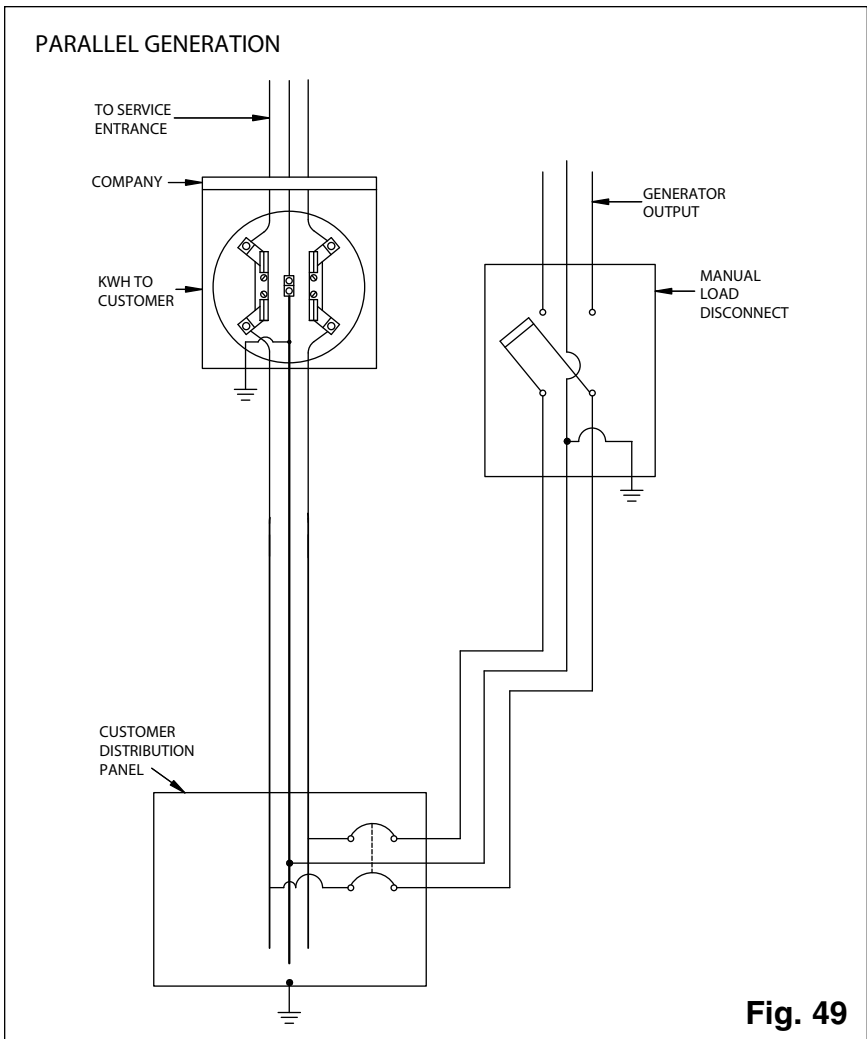 PARALLEL GENERATION
TO SERVICE
ENTRANCE
COMPANY
KWH TO
CUSTOMER
GENERATOR
OUTPUT
MANUAL
LOAD
DISCONNECT
CUSTOMER
DISTRIBUTION
PANEL
Fig. 49